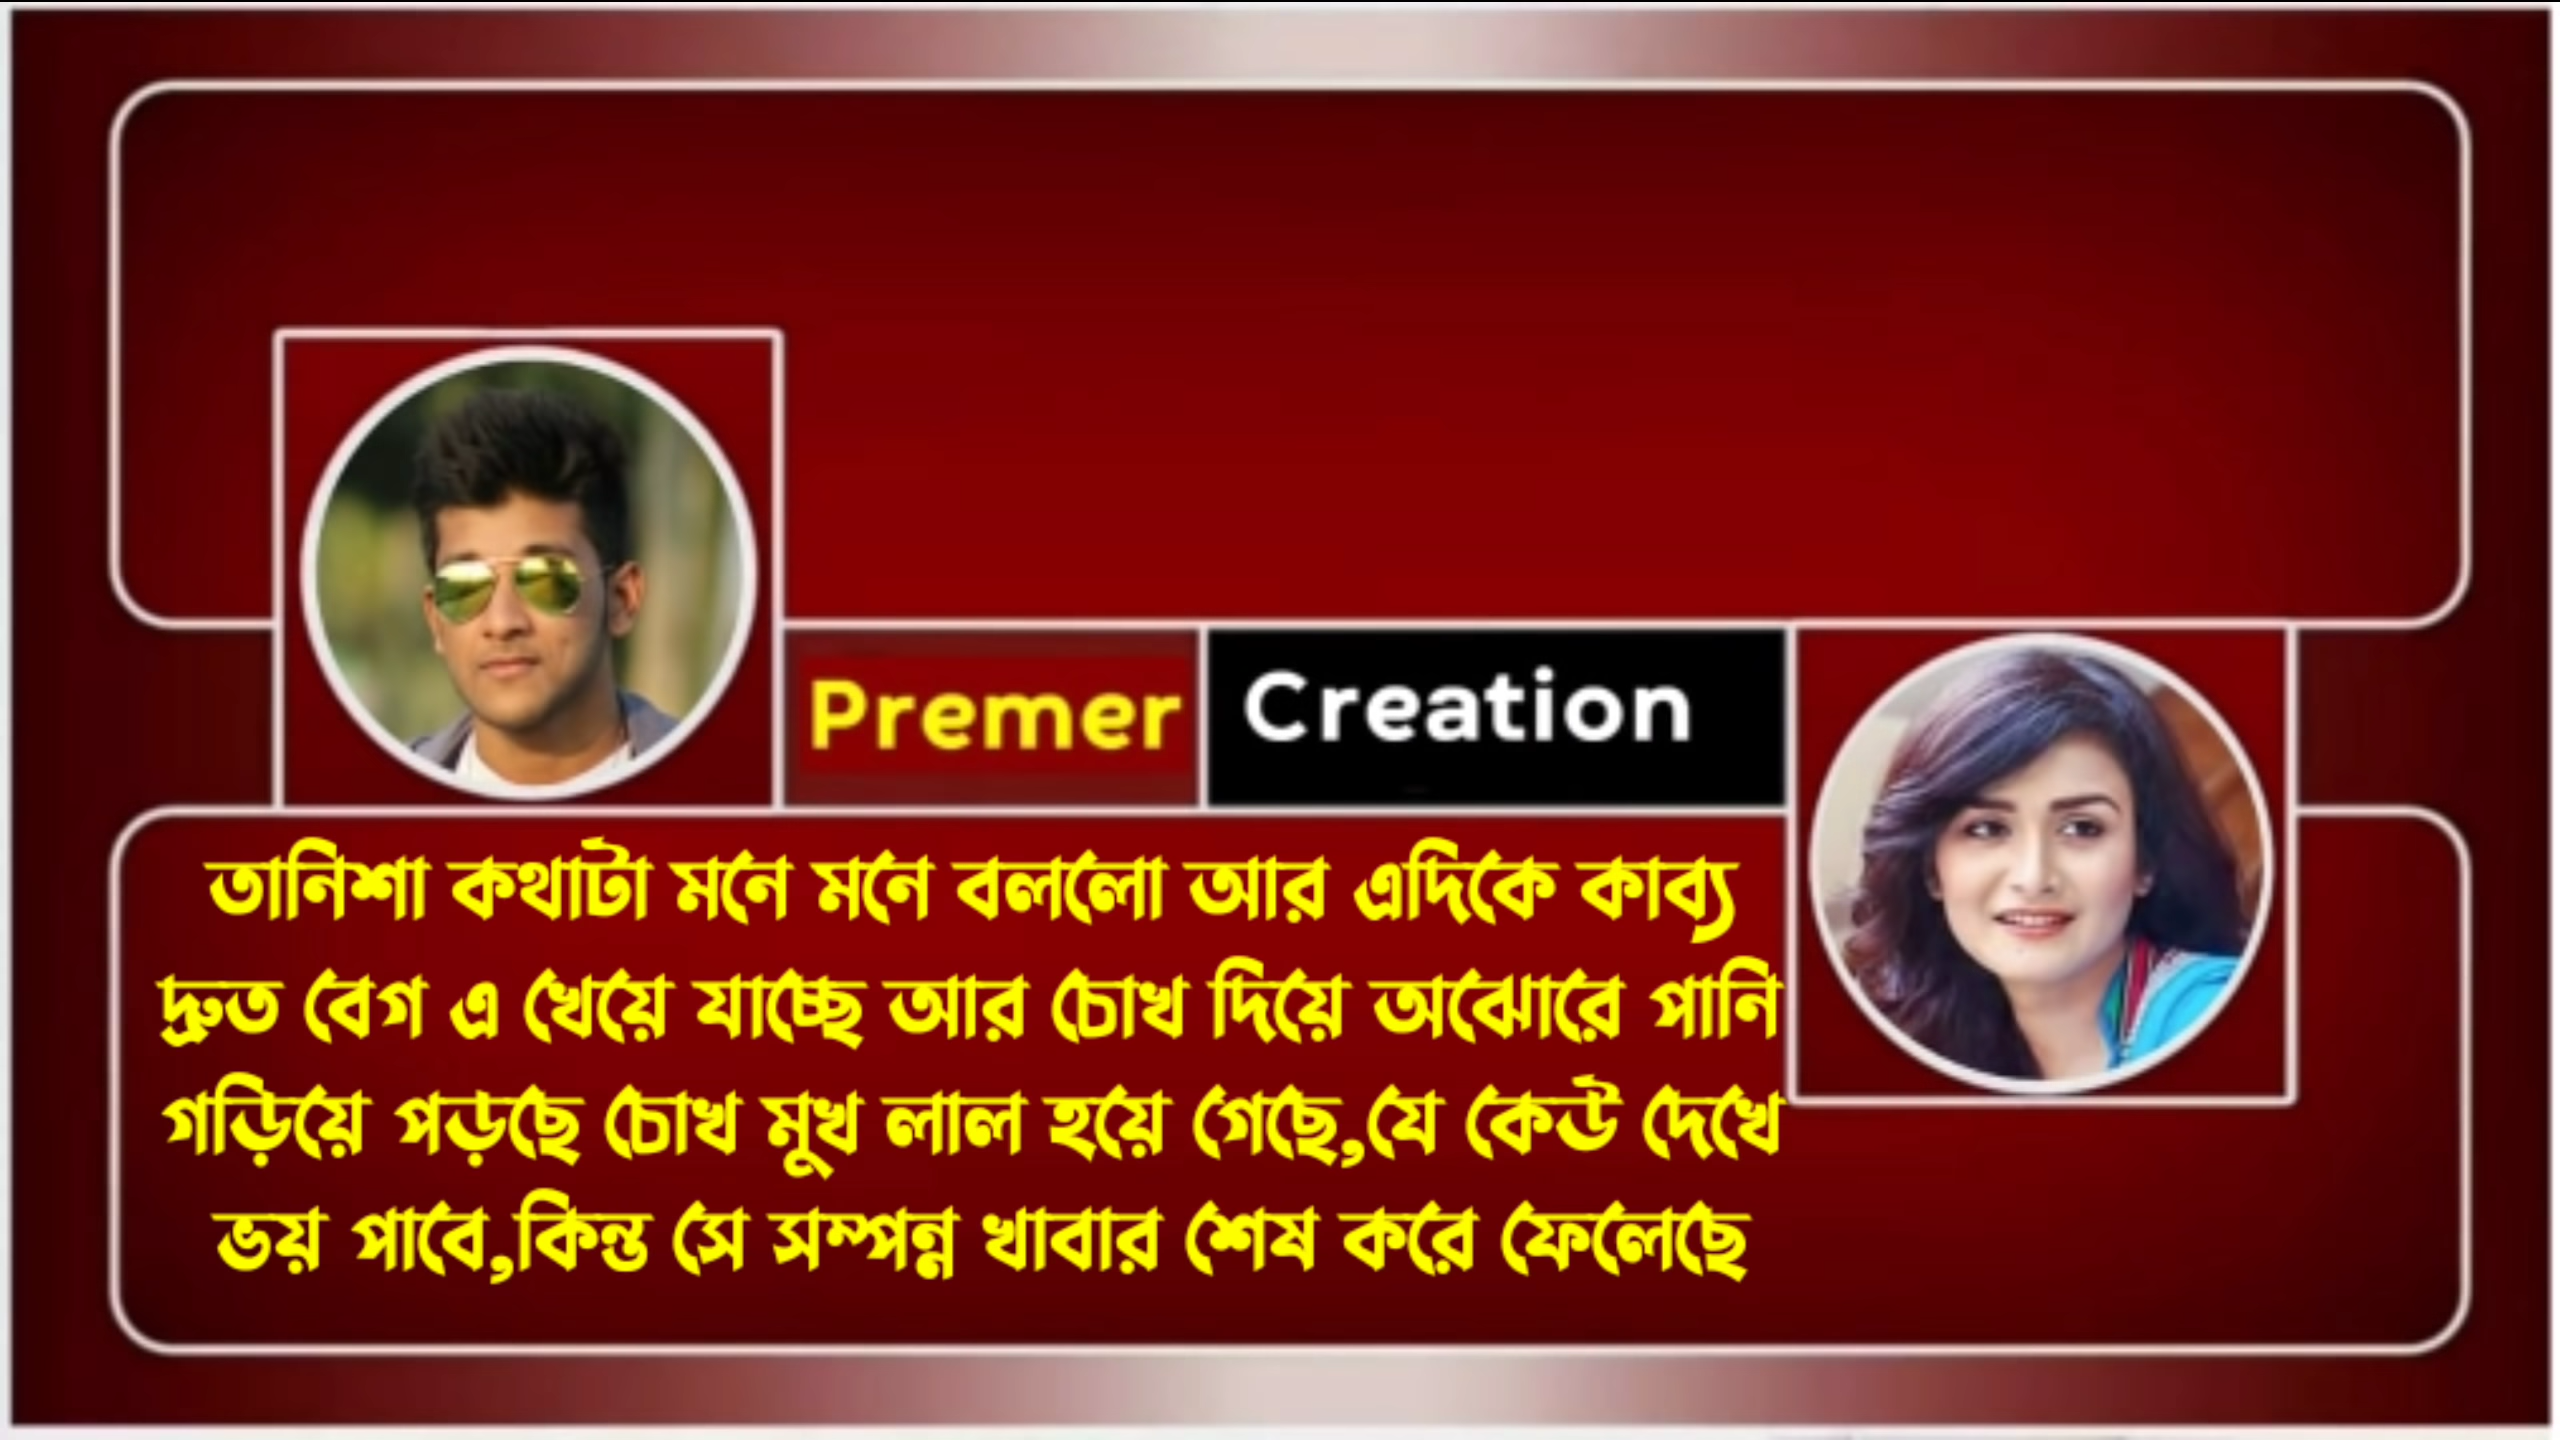 Premer Creation
তানিশা কথাটা মনে মনে বললো আর এদিকে কাব্য
দ্রুত বেগ এ খেয়ে যাচ্ছে আর চোখ দিয়ে অঝোরে পানি
গড়িয়ে পড়ছে চোখ মুখ লাল হয়ে গেছে,যে কেউ দেখে
ভয় পাবে,কিন্ত সে সম্পন্ন খাবার শেষ করে ফেলেছে